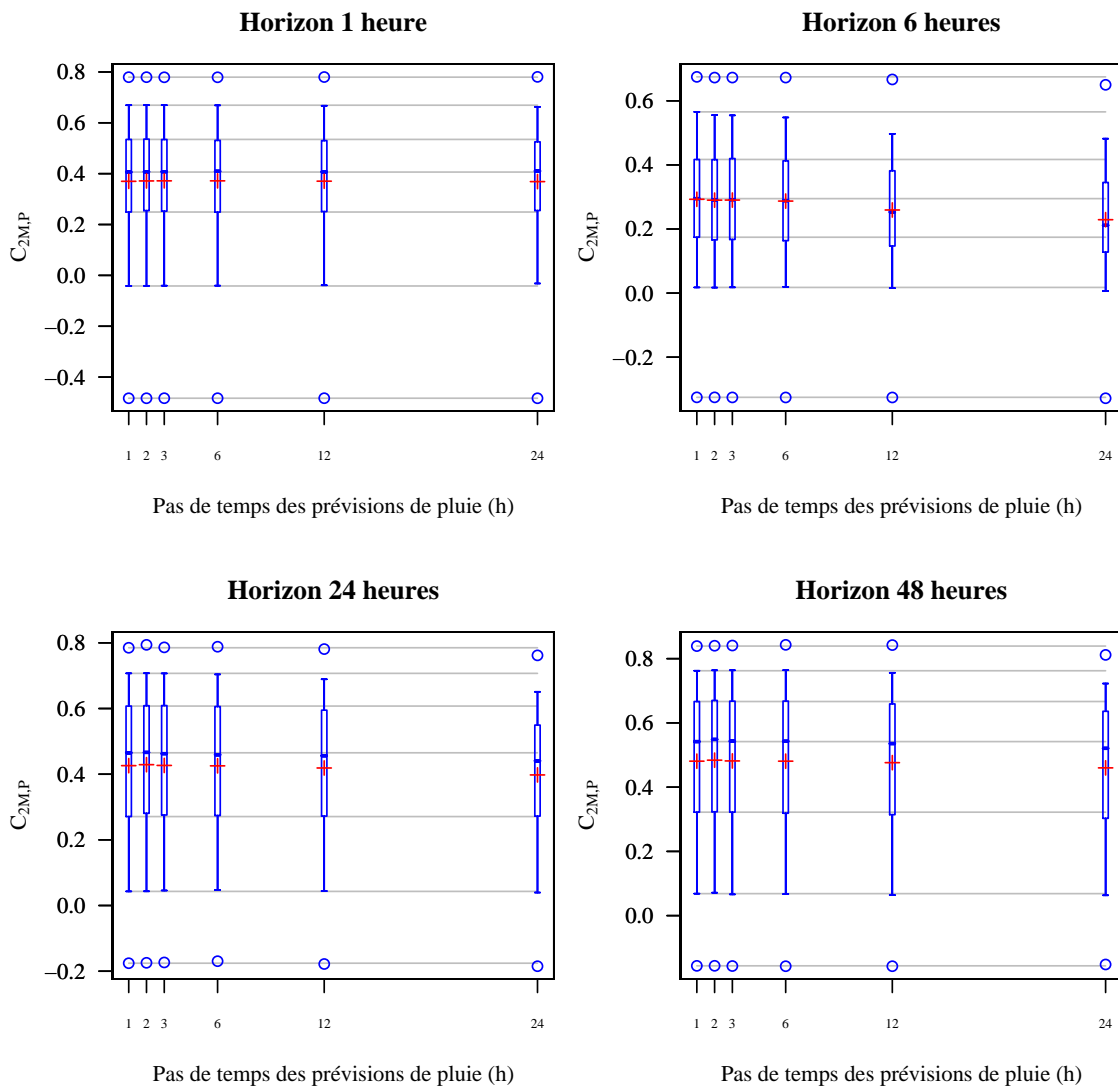 Horizon 1 heure
C2M,P
0.8
0.6
0.4
0.2
0.0
−0.2
−0.4
1 2 3 6 12 24
Pas de temps des prévisions de pluie (h)
Horizon 6 heures
C2M,P
0.6
0.4
0.2
0.0
−0.2
1 2 3 6 12 24
Pas de temps des prévisions de pluie (h)
Horizon 24 heures
C2M,P
0.8
0.6
0.4
0.2
0.0
−0.2
1 2 3 6 12 24
Pas de temps des prévisions de pluie (h)
Horizon 48 heures
C2M,P
0.8
0.6
0.4
0.2
0.0
1 2 3 6 12 24
Pas de temps des prévisions de pluie (h)